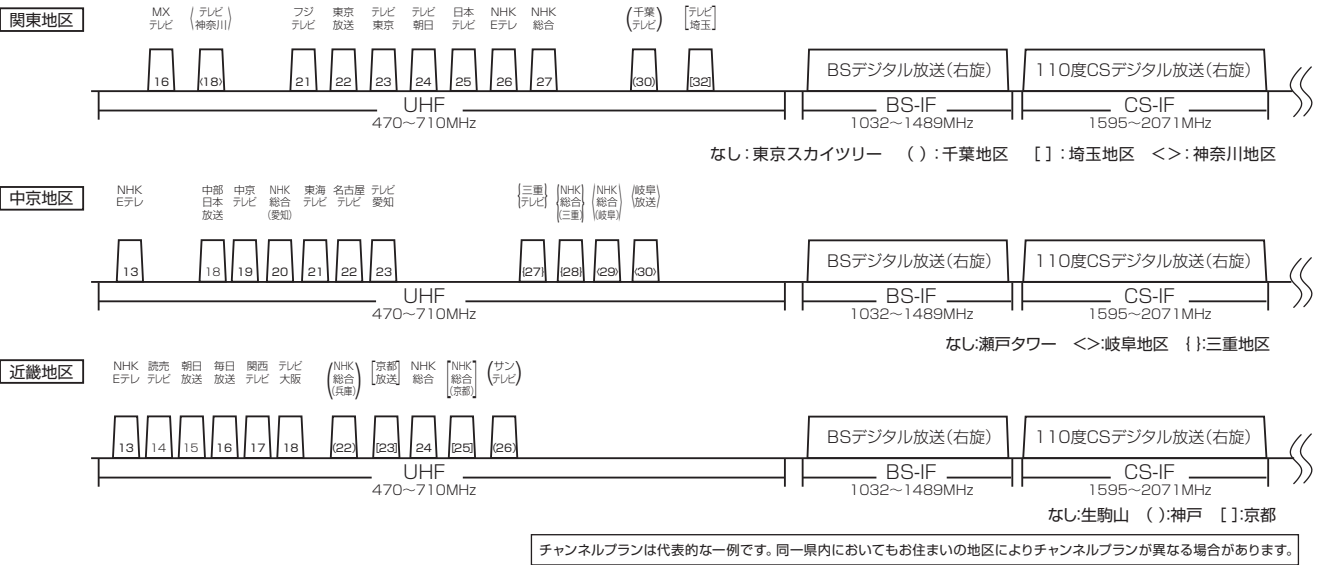 関東地区
MX テレビ 〈テレビ 神奈川〉 フジ テレビ 東京 放送 テレビ 東京 テレビ 朝日 日本 テレビ NHK Eテレ NHK 総合 (千葉 テレビ) [テレビ 埼玉]
16 〈18〉 21 22 23 24 25 26 27 (30) [32] BSデジタル放送(右旋) 110度CSデジタル放送(右旋)
UHF BS-IF CS-IF
470～710MHz 1032～1489MHz 1595～2071MHz
なし：東京スカイツリー ( )：千葉地区 [ ]：埼玉地区 <>：神奈川地区
中京地区
NHK Eテレ 中部 日本 放送 中京 テレビ NHK 総合 (愛知) 東海 テレビ 名古屋 テレビ テレビ 愛知 {三重 テレビ} {NHK 総合 (三重)} 〈NHK 総合 (岐阜)〉 〈岐阜 放送〉
13 18 19 20 21 22 23 {27} {28} 〈29〉 〈30〉 BSデジタル放送(右旋) 110度CSデジタル放送(右旋)
UHF BS-IF CS-IF
470～710MHz 1032～1489MHz 1595～2071MHz
なし:瀬戸タワー <>:岐阜地区 { }:三重地区
近畿地区
NHK Eテレ 読売 テレビ 朝日 放送 毎日 放送 関西 テレビ テレビ 大阪 (NHK 総合 (兵庫)) [京都 放送] NHK 総合 [NHK 総合 (京都)] (サン テレビ)
13 14 15 16 17 18 (22) [23] 24 [25] (26) BSデジタル放送(右旋) 110度CSデジタル放送(右旋)
UHF BS-IF CS-IF
470～710MHz 1032～1489MHz 1595～2071MHz
なし:生駒山 ( ):神戸 [ ]:京都
チャンネルプランは代表的な一例です。同一県内においてもお住まいの地区によりチャンネルプランが異なる場合があります。